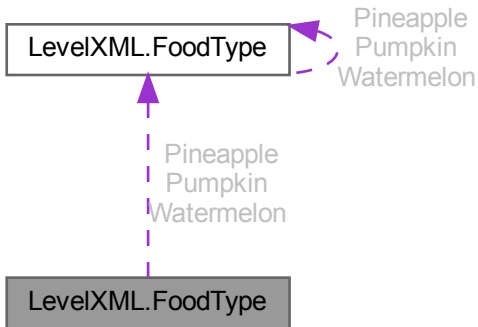 Pineapple
Pumpkin
Watermelon
LevelXML.FoodType
Pineapple
Pumpkin
Watermelon
LevelXML.FoodType